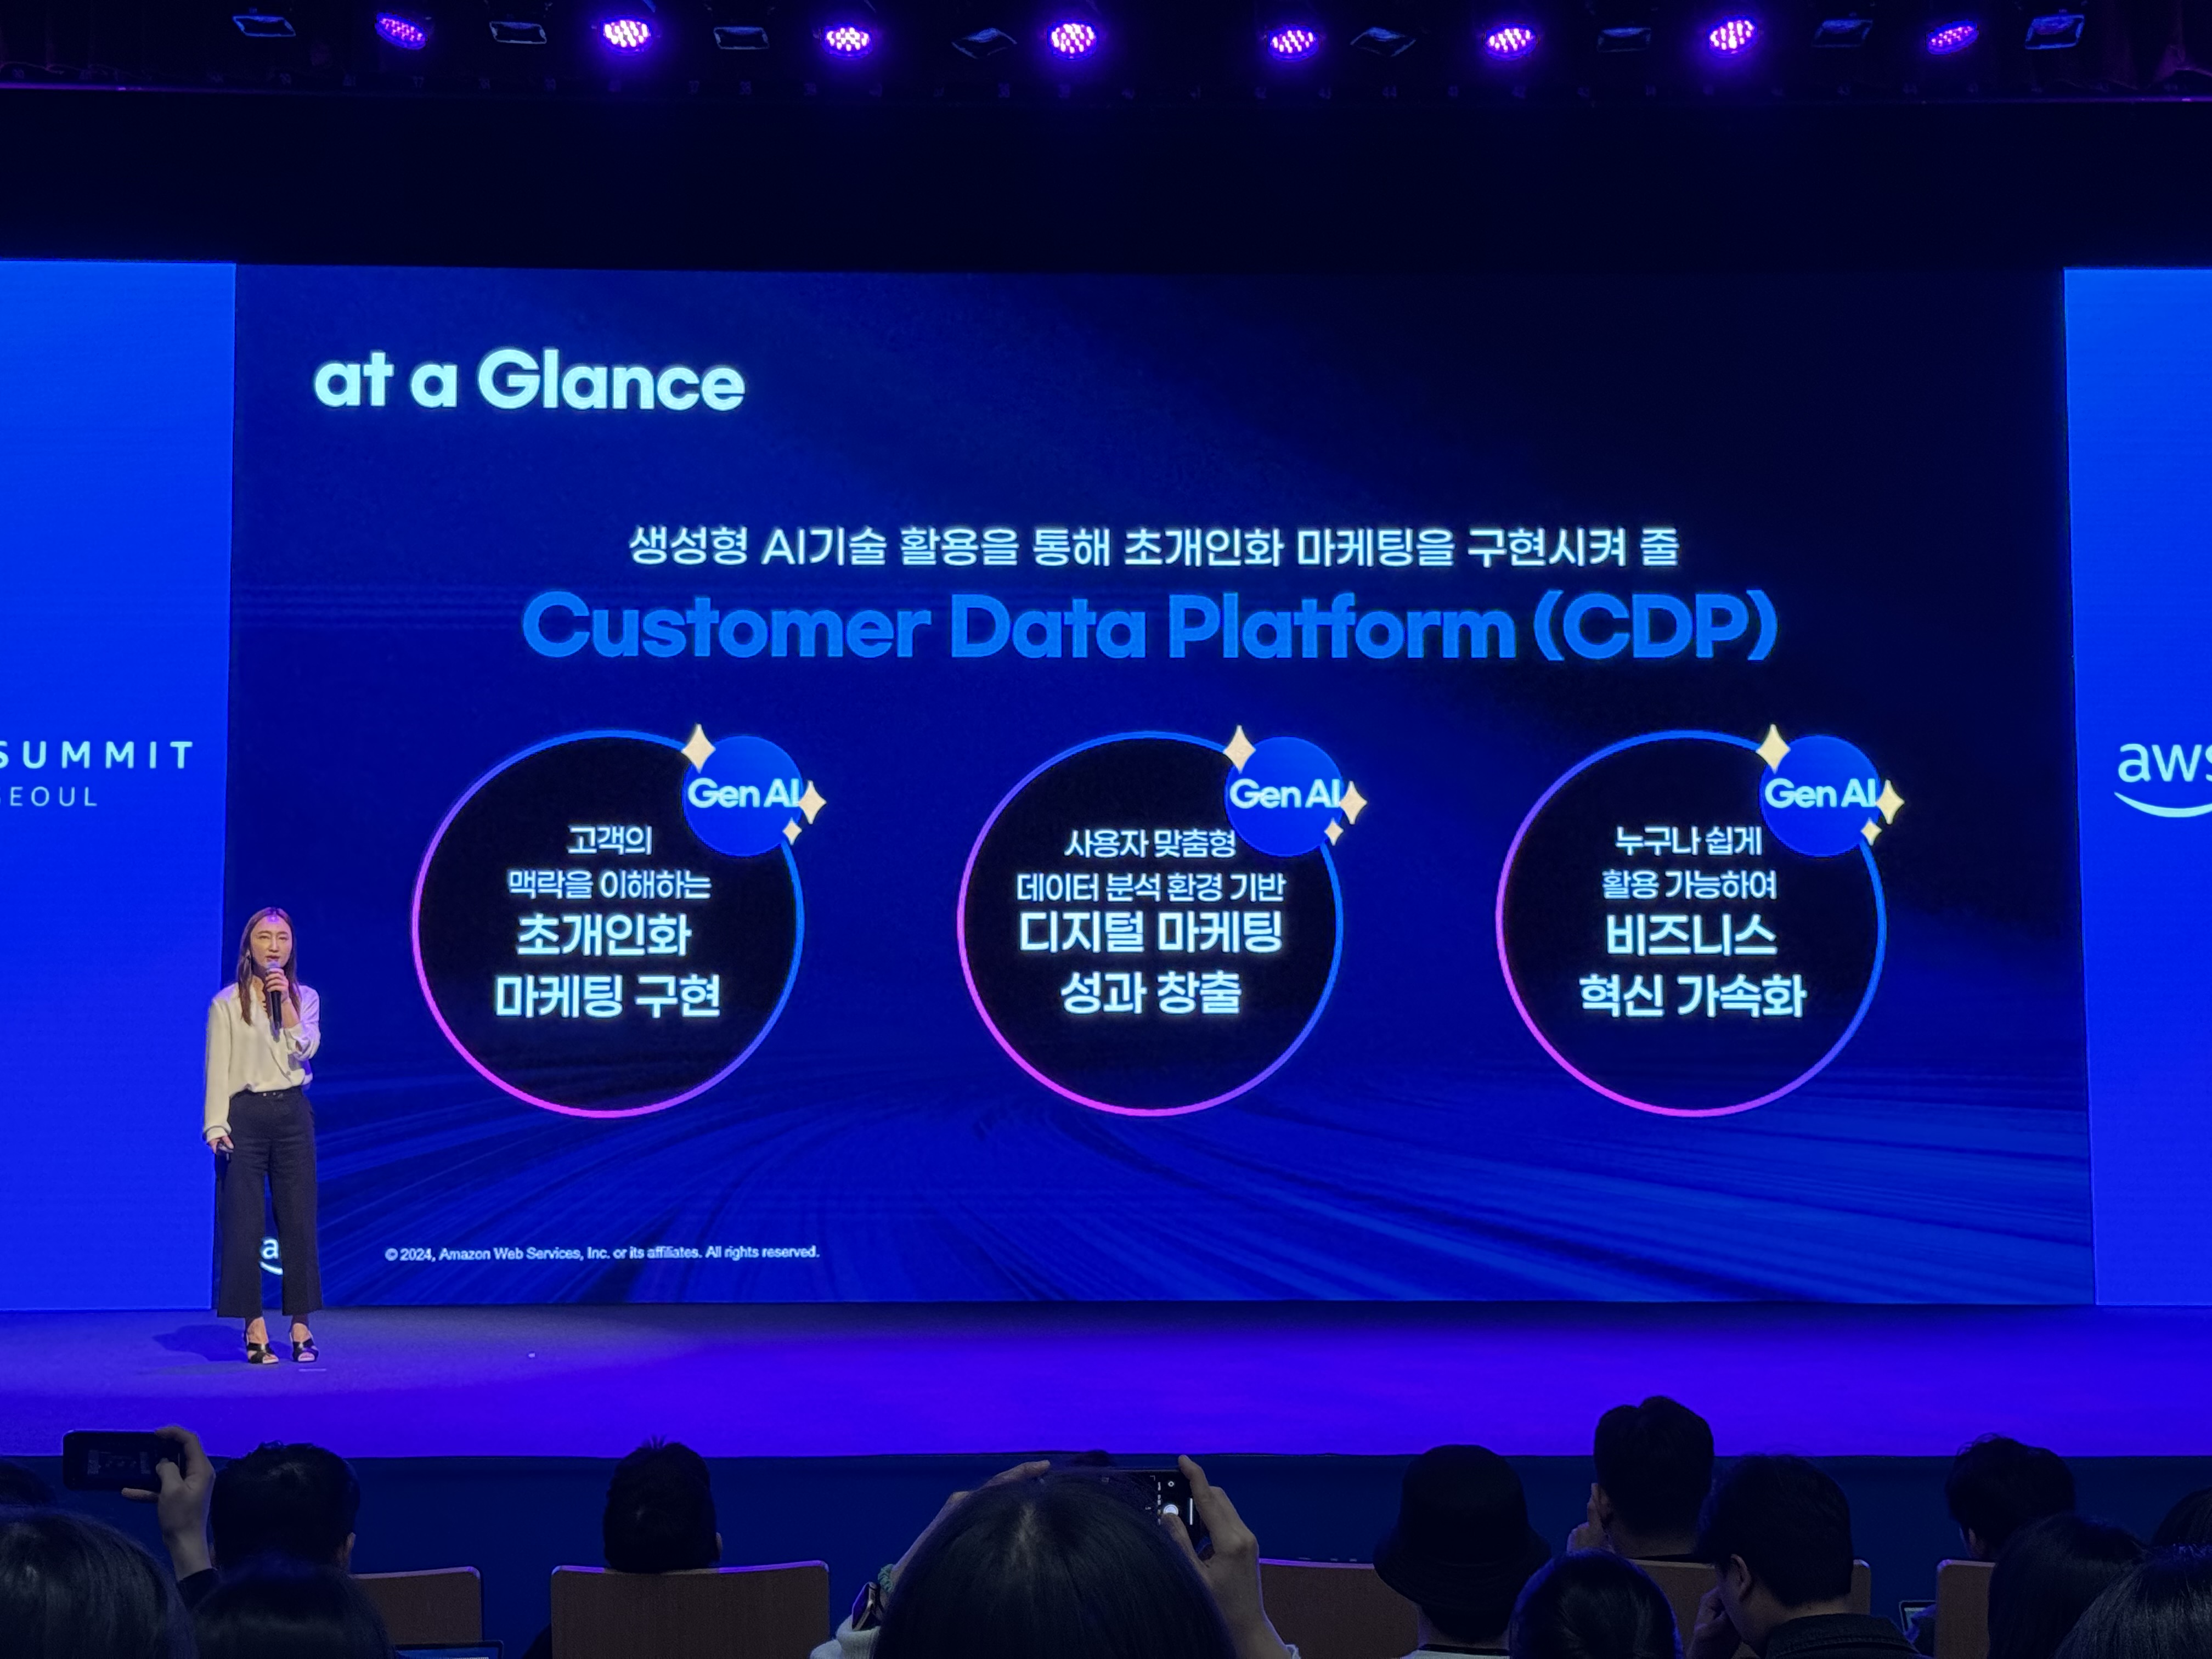 at a Glance
생성형 AI기술 활용을 통해 초개인화 마케팅을 구현시켜 줄
Customer Data Platform (CDP)
Gen AI
고객의
맥락을 이해하는
초개인화
마케팅 구현
Gen AI
사용자 맞춤형
데이터 분석 환경 기반
디지털 마케팅
성과 창출
Gen AI
누구나 쉽게
활용 가능하여
비즈니스
혁신 가속화
SUMMIT
SEOUL
aws
© 2024, Amazon Web Services, Inc. or its affiliates. All rights reserved.